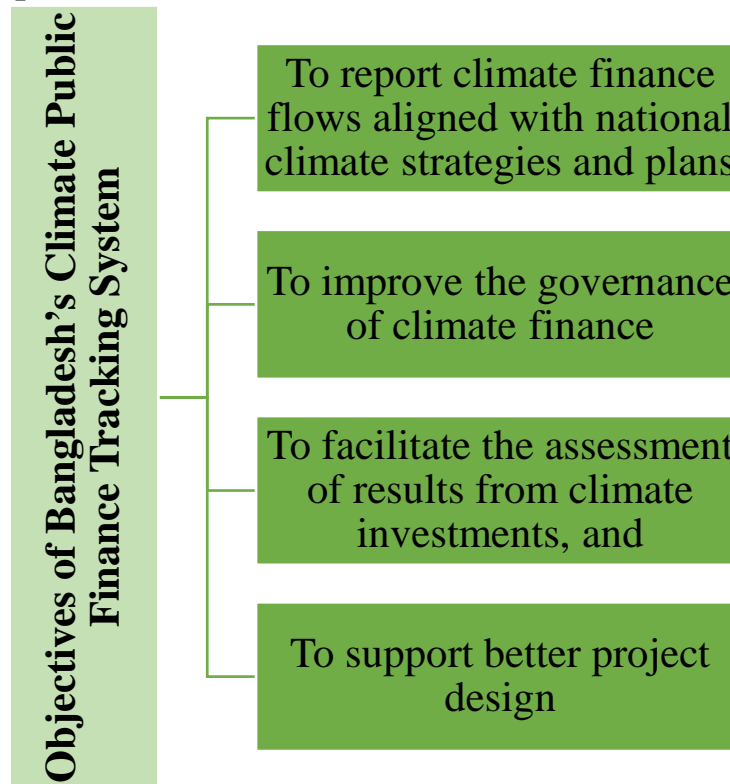 Objectives of Bangladesh's Climate Public
Finance Tracking System
To report climate finance
flows aligned with national
climate strategies and plans
To improve the governance
of climate finance
To facilitate the assessment
of results from climate
investments, and
To support better project
design